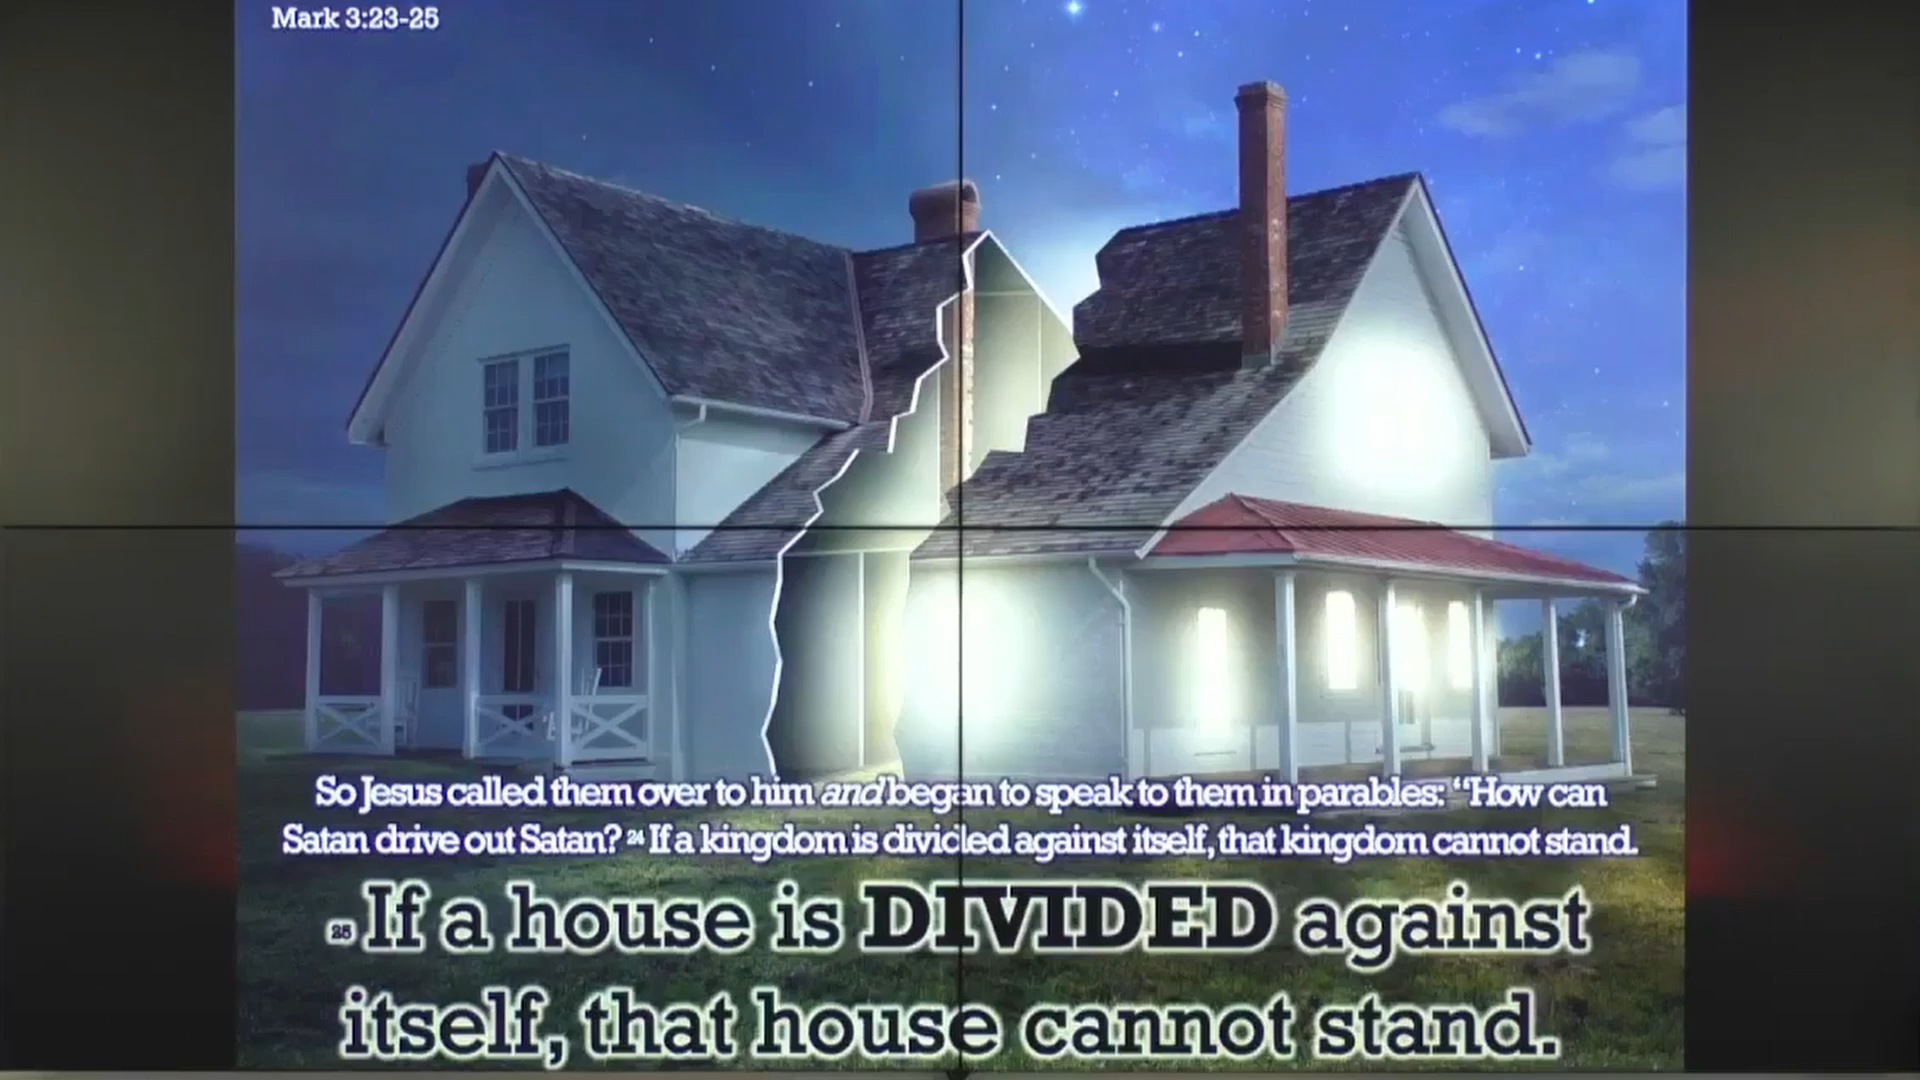 Mark 3:23-25
So Jesus called them over to him and began to speak to them in parables: “How can
Satan drive out Satan? 24 If a kingdom is divided against itself, that kingdom cannot stand.
25 If a house is DIVIDED against
itself, that house cannot stand.